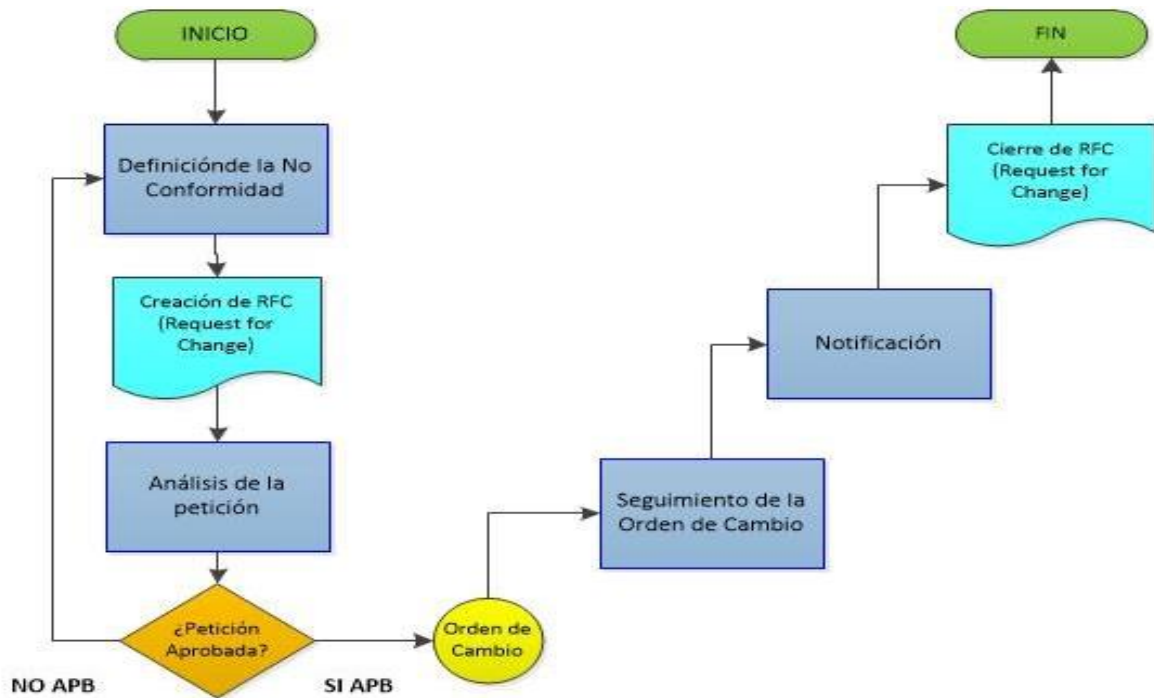 INICIO
Definiciónde la No
Conformidad
Creación de RFC
(Request for
Change)
Análisis de la
petición
¿Petición
Aprobada?
NO APB
SI APB
Orden de
Cambio
Seguimiento de la
Orden de Cambio
Notificación
Cierre de RFC
(Request for
Change)
FIN